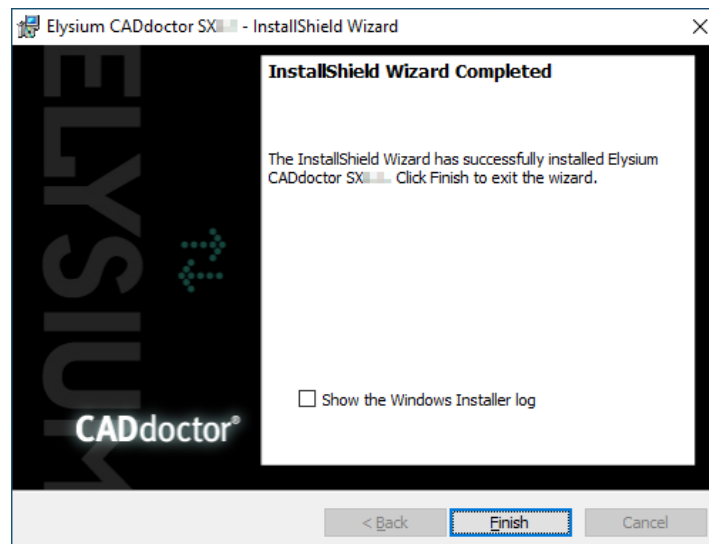 Elysium CADdoctor SX - InstallShield Wizard
ELYSIUM
InstallShield Wizard Completed
The InstallShield Wizard has successfully installed Elysium
CADdoctor SX Click Finish to exit the wizard.
Show the Windows Installer log
CADdoctor®
< Back
Finish
Cancel